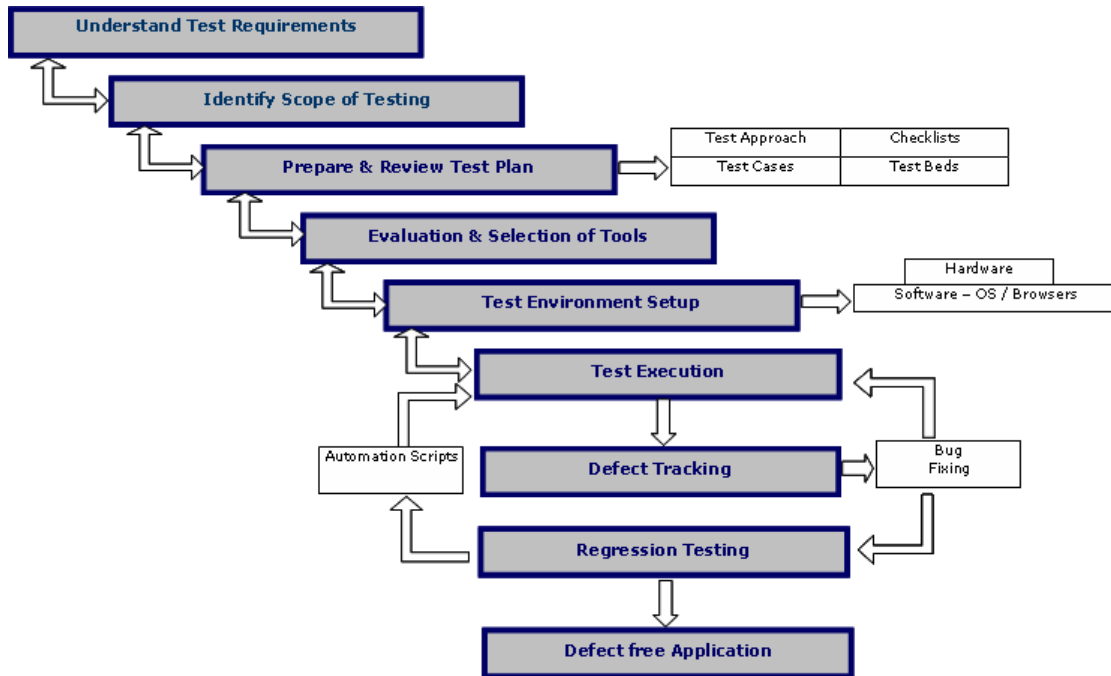 Understand Test Requirements
Identify Scope of Testing
Prepare & Review Test Plan
Test Approach
Checklists
Test Cases
Test Beds
Evaluation & Selection of Tools
Hardware
Test Environment Setup
Software – OS / Browsers
Test Execution
Automation Scripts
Defect Tracking
Bug
Fixing
Regression Testing
Defect free Application